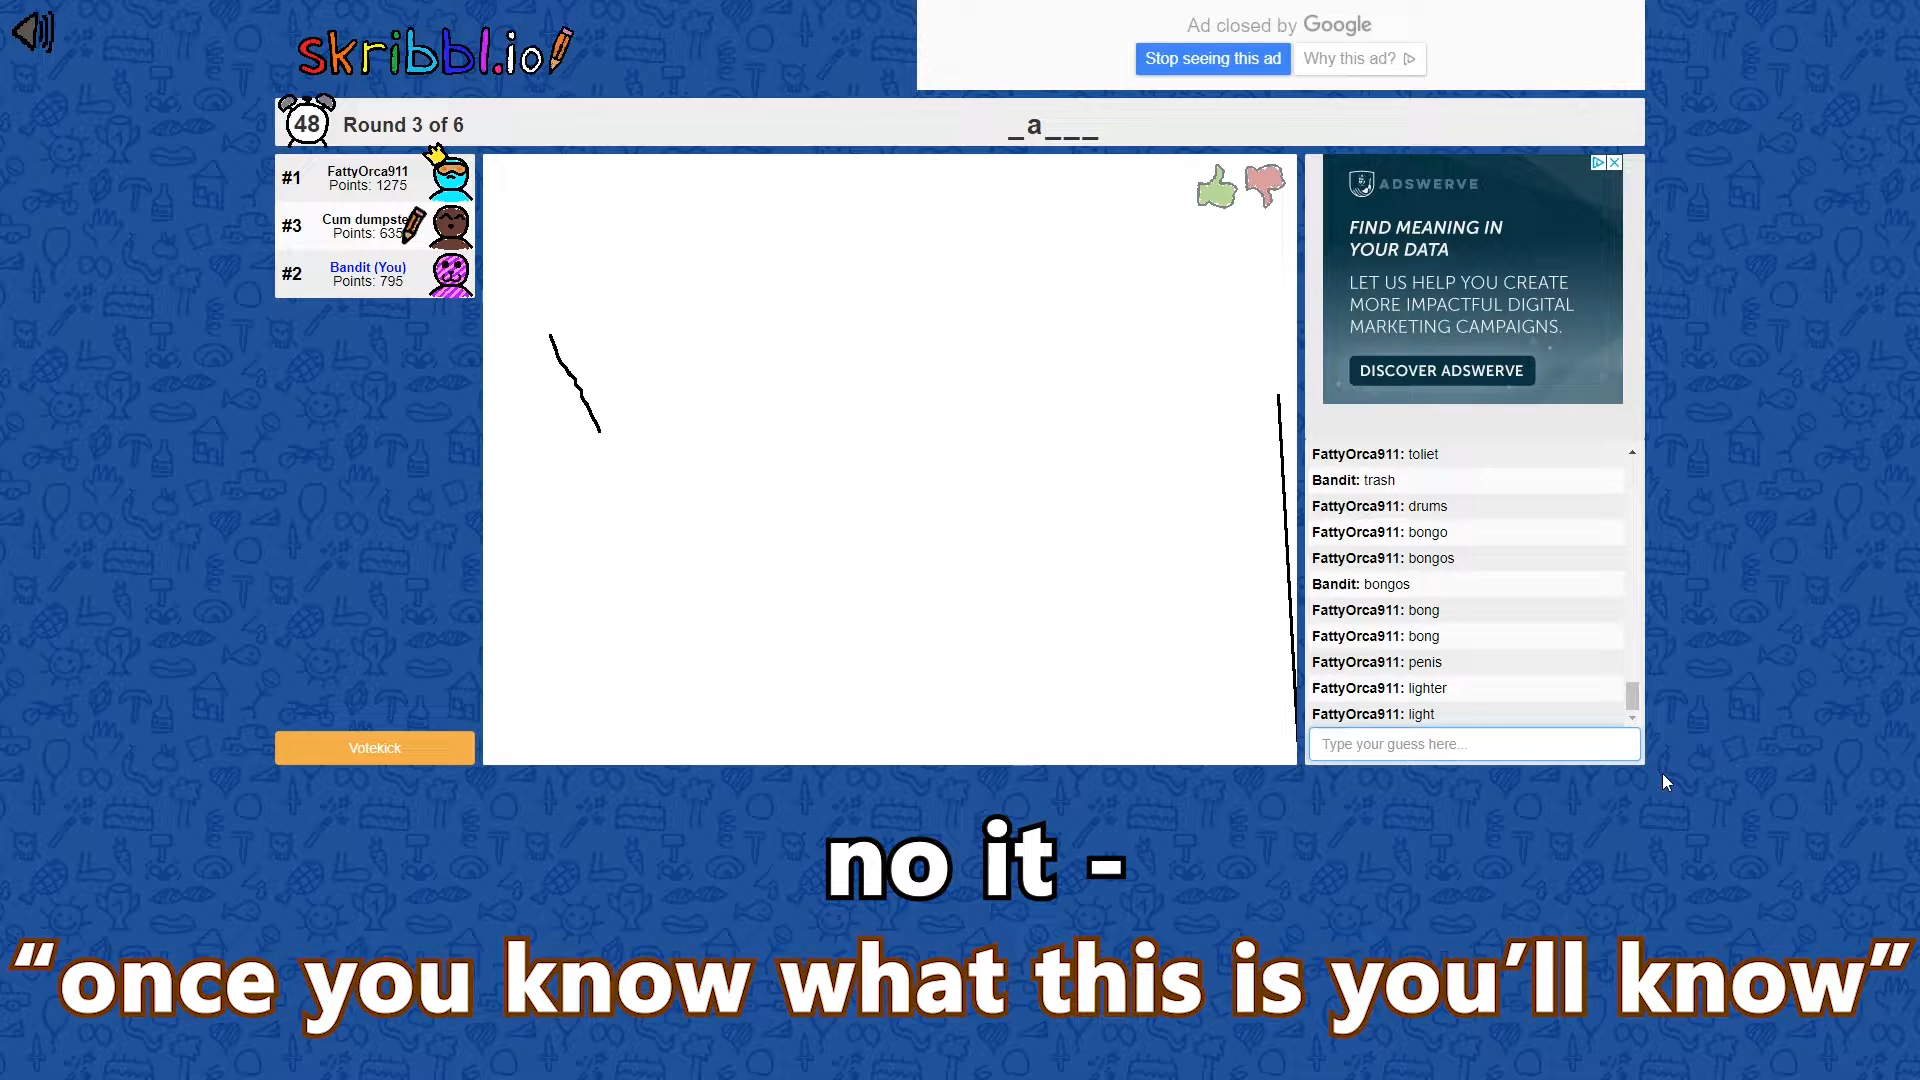 Ad closed by Google
skribbl.io
Stop seeing this ad
Why this ad?
48
Round 3 of 6
_a___
#1
FattyOrca911
Points: 1275
#3
Cum dumpste
Points: 635
#2
Bandit (You)
Points: 795
ADSWERVE
FIND MEANING IN
YOUR DATA
LET US HELP YOU CREATE
MORE IMPACTFUL DIGITAL
MARKETING CAMPAIGNS.
DISCOVER ADSWERVE
FattyOrca911: toliet
Bandit: trash
FattyOrca911: drums
FattyOrca911: bongo
FattyOrca911: bongos
Bandit: bongos
FattyOrca911: bong
FattyOrca911: bong
FattyOrca911: penis
FattyOrca911: lighter
FattyOrca911: light
Votekick
Type your guess here...
no it -
“once you know what this is you’ll know”